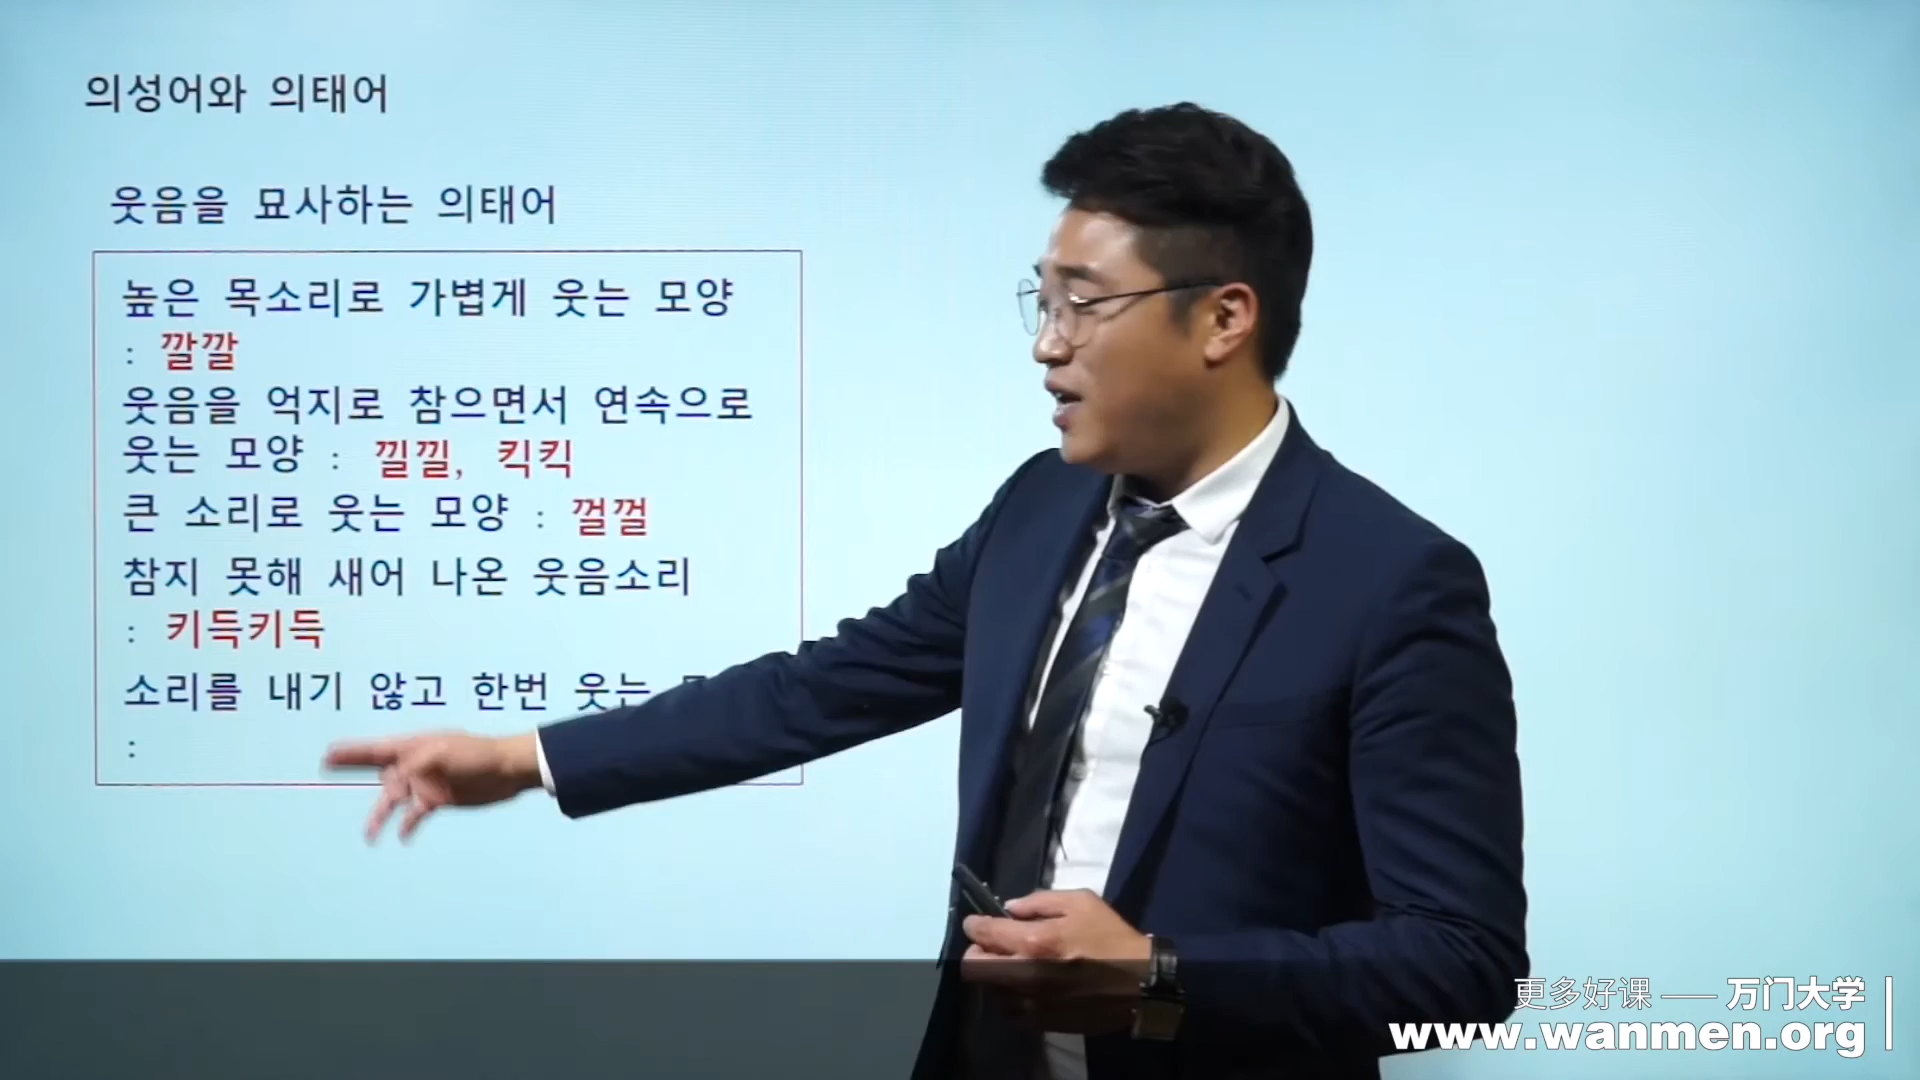 의성어와 의태어
웃음을 묘사하는 의태어
높은 목소리로 가볍게 웃는 모양
: 깔깔
웃음을 억지로 참으면서 연속으로
웃는 모양 : 낄낄, 킥킥
큰 소리로 웃는 모양 : 껄껄
참지 못해 새어 나온 웃음소리
: 키득키득
소리를 내기 않고 한번 웃는
:
更多好课 —— 万门大学
www.wanmen.org